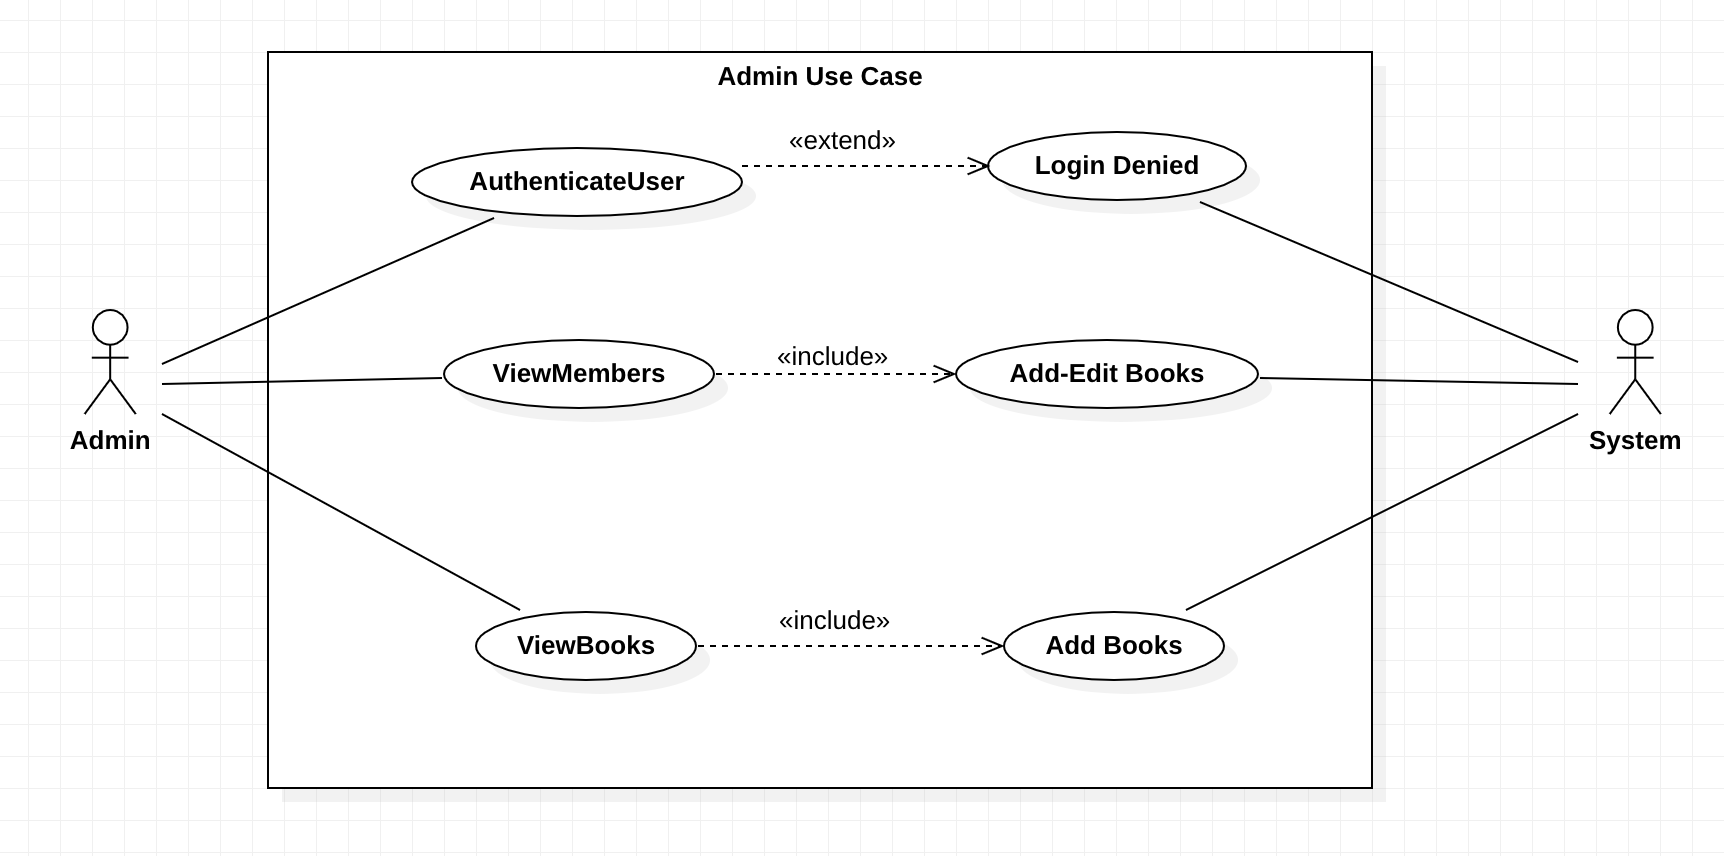 Admin Use Case
«extend»
AuthenticateUser
Login Denied
«include»
ViewMembers
Add-Edit Books
Admin
System
«include»
ViewBooks
Add Books